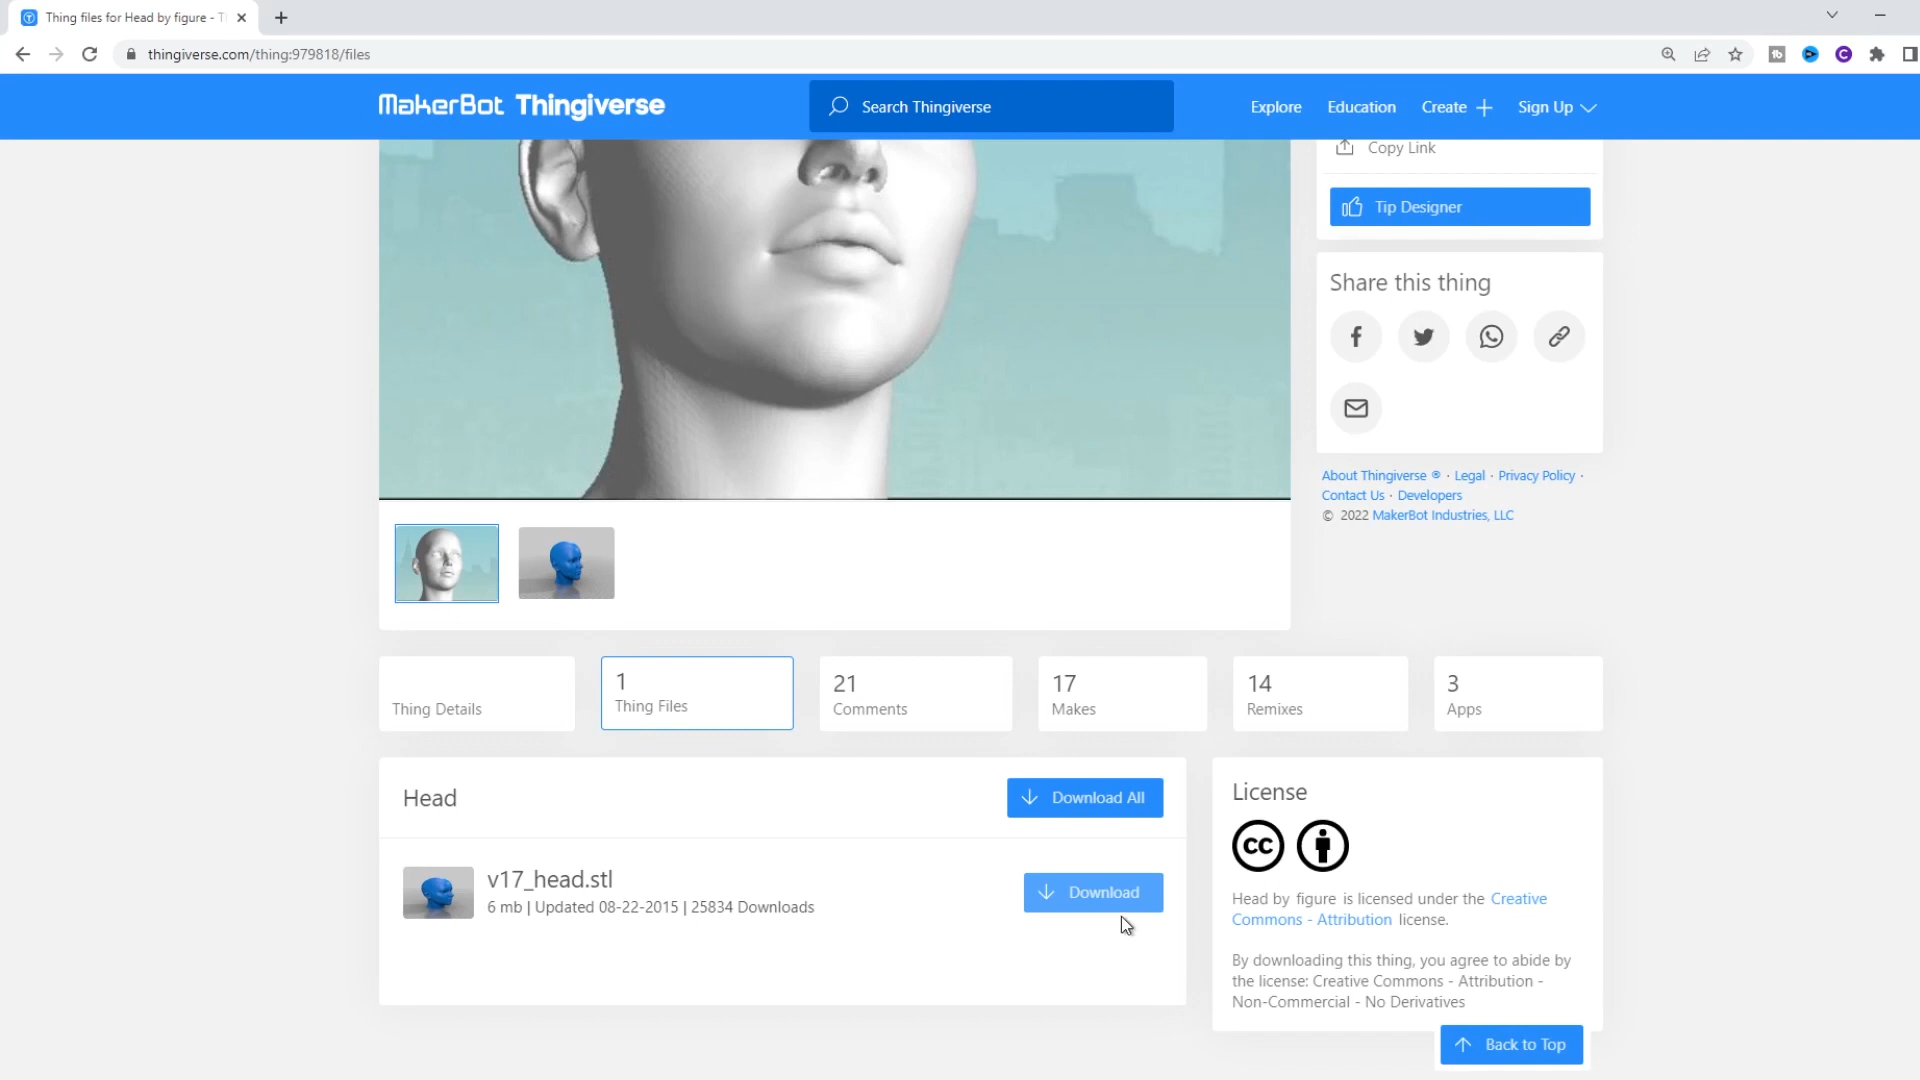 Thing files for Head by figure - T
thingiverse.com/thing:979818/files
MakerBot Thingiverse
Search Thingiverse
Explore
Education
Create
Sign Up
Copy Link
Tip Designer
Share this thing
About Thingiverse ® · Legal · Privacy Policy ·
Contact Us · Developers
© 2022 MakerBot Industries, LLC
Thing Details
1
Thing Files
21
Comments
17
Makes
14
Remixes
3
Apps
Head
Download All
v17_head.stl
6 mb | Updated 08-22-2015 | 25834 Downloads
Download
License
CC
Head by figure is licensed under the Creative
Commons - Attribution license.
By downloading this thing, you agree to abide by
the license: Creative Commons - Attribution -
Non-Commercial - No Derivatives
Back to Top